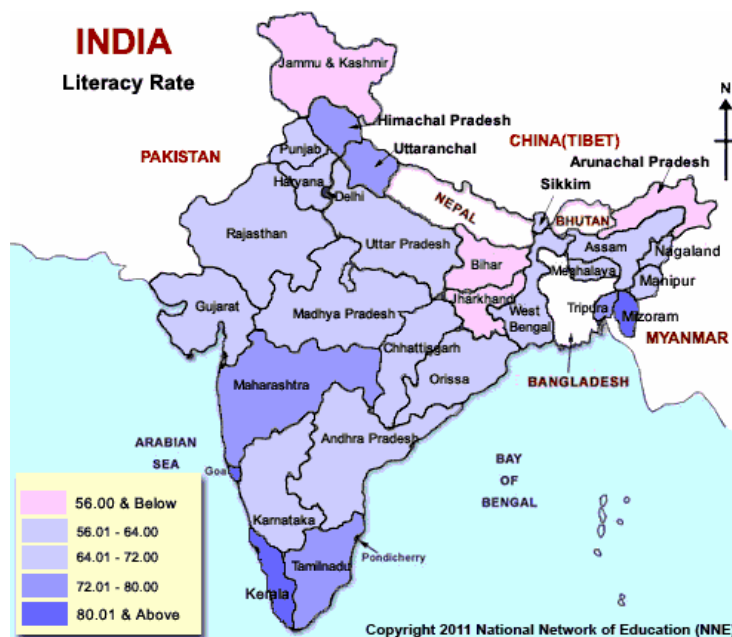 INDIA
Literacy Rate
Jammu & Kashmir
N
Himachal Pradesh
CHINA(TIBET)
Punjab
Uttaranchal
PAKISTAN
Arunachal Pradesh
Haryana
Sikkim
Delhi
NEPAL
BHUTAN
Rajasthan
Uttar Pradesh
Assam
Nagaland
Bihar
Meghalaya
Manipur
Jharkhand
Gujarat
Madhya Pradesh
West
Bengal
Tripura
Mizoram
MYANMAR
Chhattisgarh
Orissa
Maharashtra
BANGLADESH
Andhra Pradesh
ARABIAN
SEA
Goa
BAY
OF
BENGAL
Karnataka
Pondicherry
Tamilnadu
Kerala
56.00 & Below
56.01 - 64.00
64.01 - 72.00
72.01 - 80.00
80.01 & Above
Copyright 2011 National Network of Education (NNE)